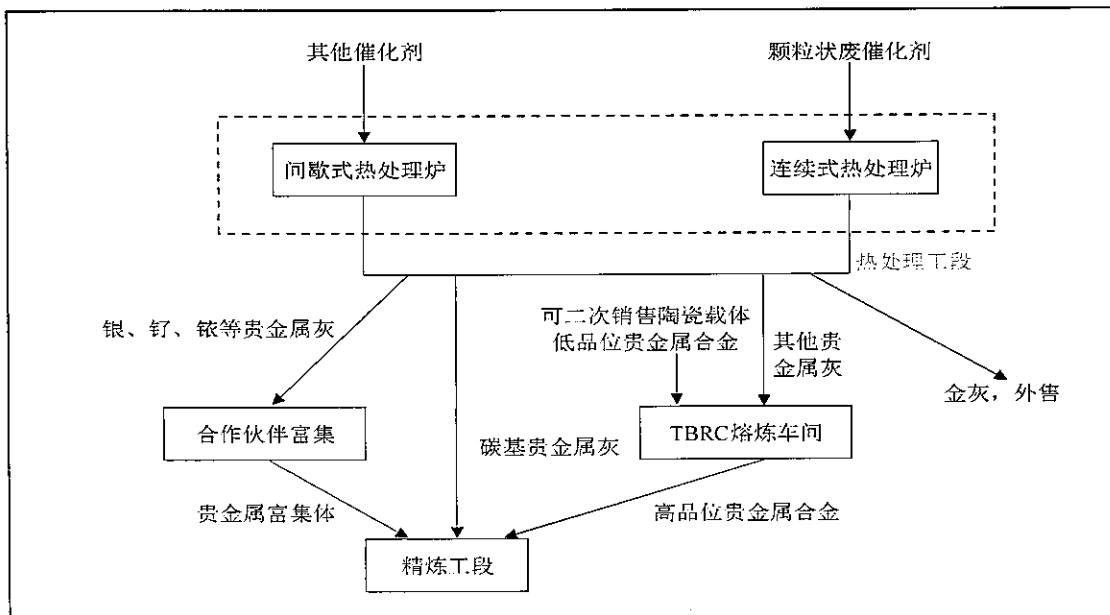 其他催化剂
颗粒状废催化剂
间歇式热处理炉
连续式热处理炉
热处理工段
银、钌、铱等贵金属灰
可二次销售陶瓷载体
低品位贵金属合金
其他贵
金属灰
金灰，外售
合作伙伴富集
碳基贵金属灰
TBRC熔炼车间
贵金属富集体
高品位贵金属合金
精炼工段